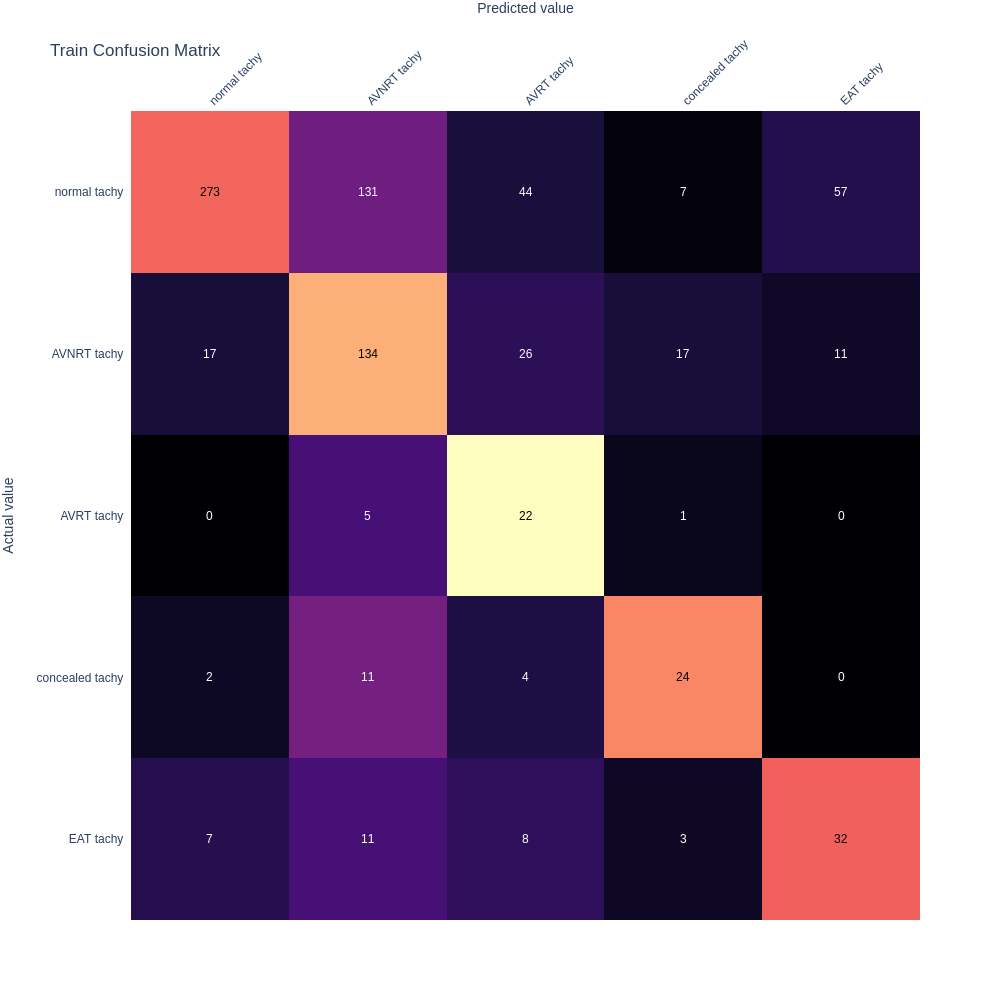 Predicted value
Train Confusion Matrix
normal tachy AVNRT tachy AVRT tachy concealed tachy EAT tachy
normal tachy 273 131 44 7 57
AVNRT tachy 17 134 26 17 11
Actual value
AVRT tachy 0 5 22 1 0
concealed tachy 2 11 4 24 0
EAT tachy 7 11 8 3 32